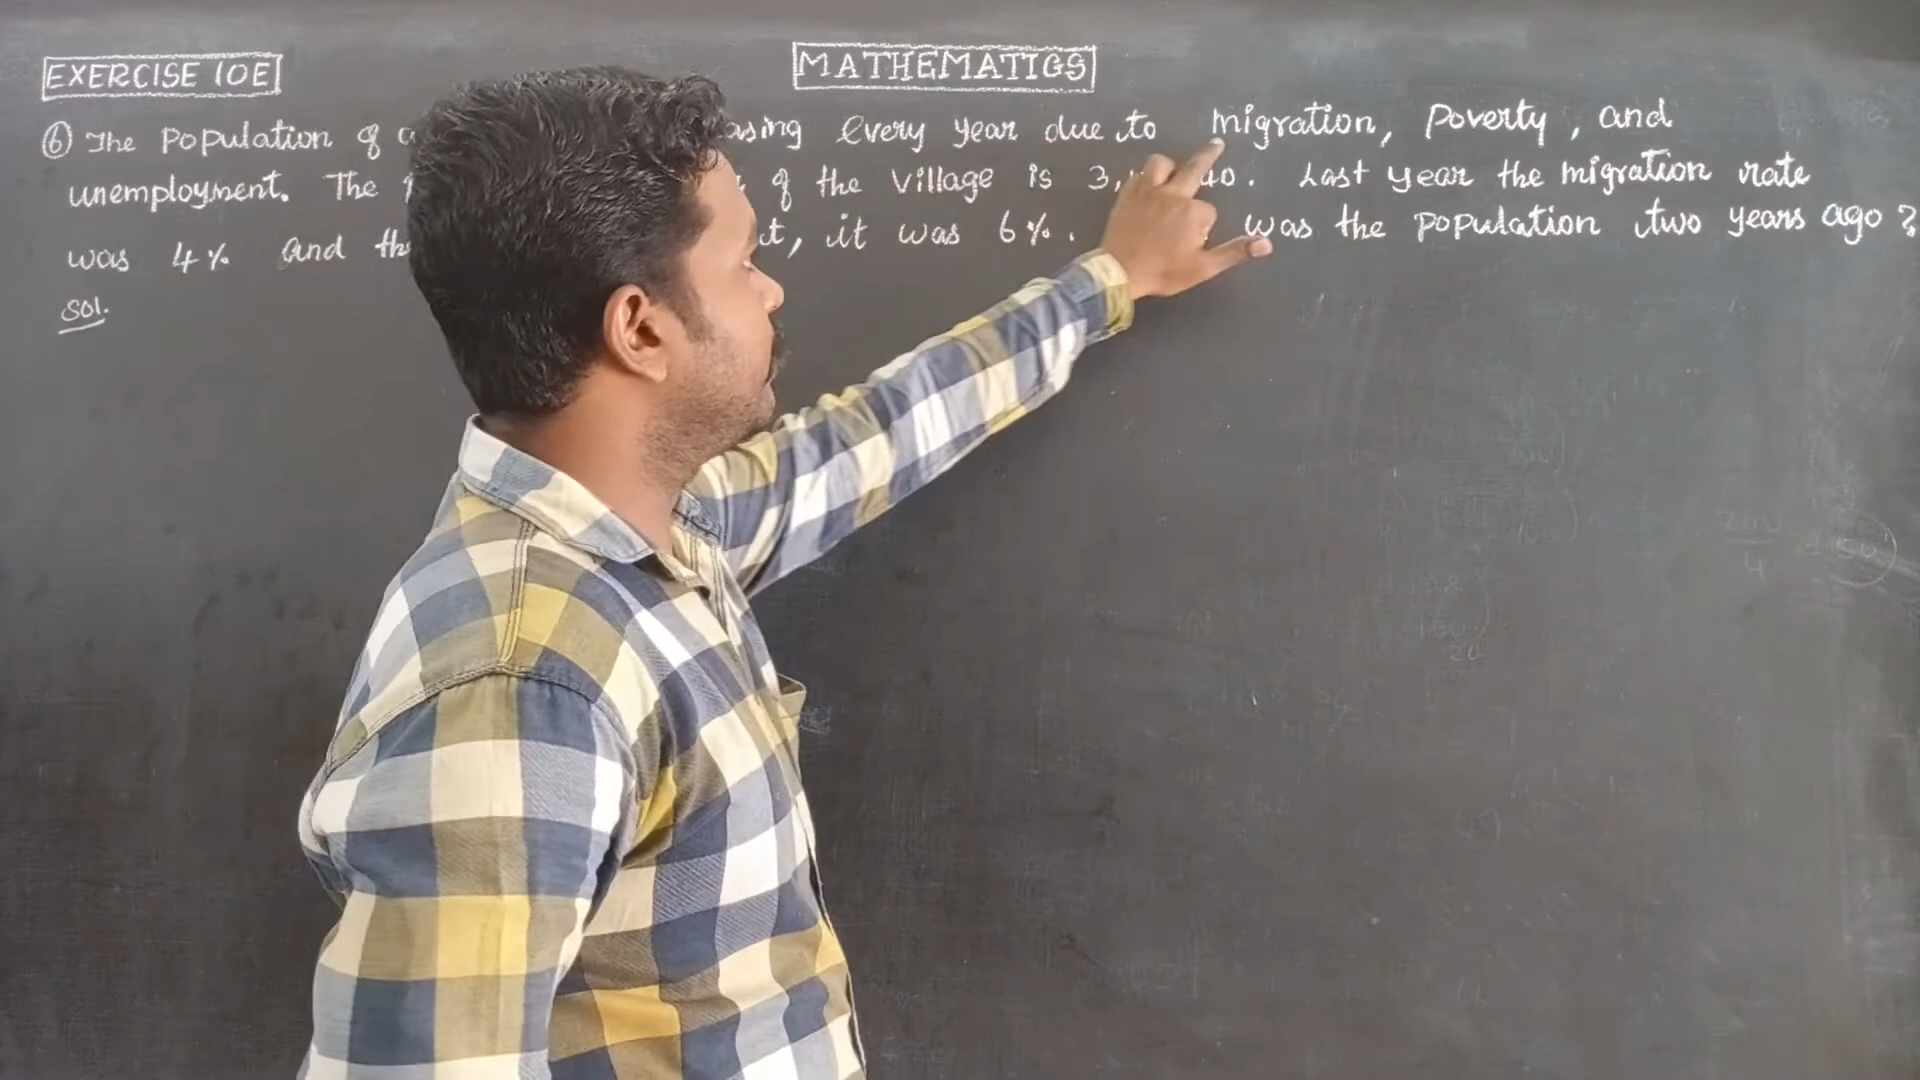 EXERCISE 10E
MATHEMATICS
⑥ The population of asing every year due to migration, Poverty, and
unemployment. The of the village is 3, 40. Last year the migration rate
was 4% and th t, it was 6%. was the population two years ago?
Sol.